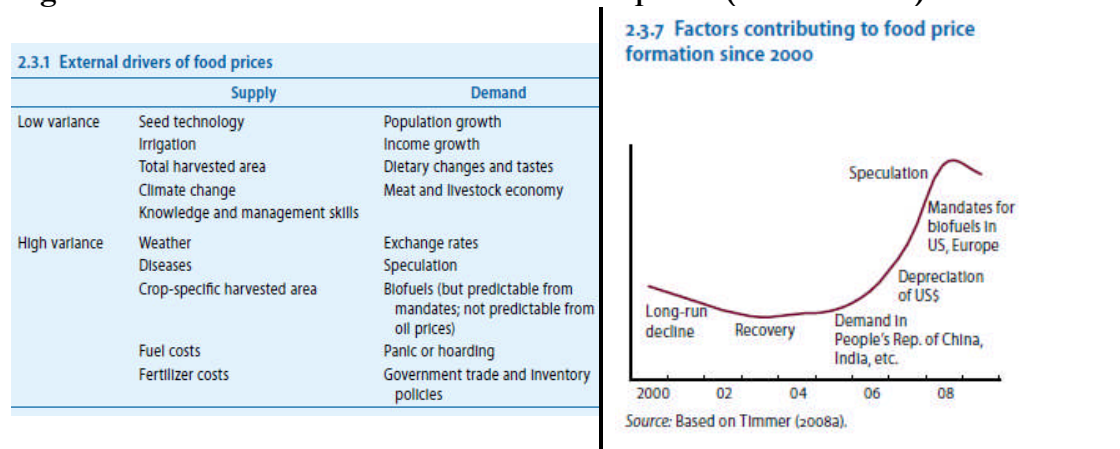 2.3.1 External drivers of food prices
Supply Demand
Low variance Seed technology Population growth
Irrigation Income growth
Total harvested area Dietary changes and tastes
Climate change Meat and livestock economy
Knowledge and management skills
High variance Weather Exchange rates
Diseases Speculation
Crop-specific harvested area Biofuels (but predictable from
mandates; not predictable from
oil prices)
Fuel costs Panic or hoarding
Fertilizer costs Government trade and inventory
policies
2.3.7 Factors contributing to food price
formation since 2000
Speculation
Mandates for
biofuels in
US, Europe
Depreciation
of US$
Long-run
decline
Recovery
Demand in
People's Rep. of China,
India, etc.
2000 02 04 06 08
Source: Based on Timmer (2008a).